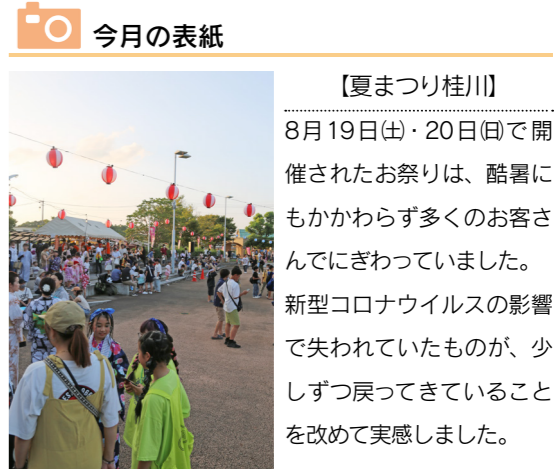 今月の表紙
【夏まつり桂川】
8月19日㈯・20日㈰で開
催されたお祭りは、酷暑に
もかかわらず多くのお客さ
んでにぎわっていました。
新型コロナウイルスの影響
で失われていたものが、少
しずつ戻ってきていること
を改めて実感しました。